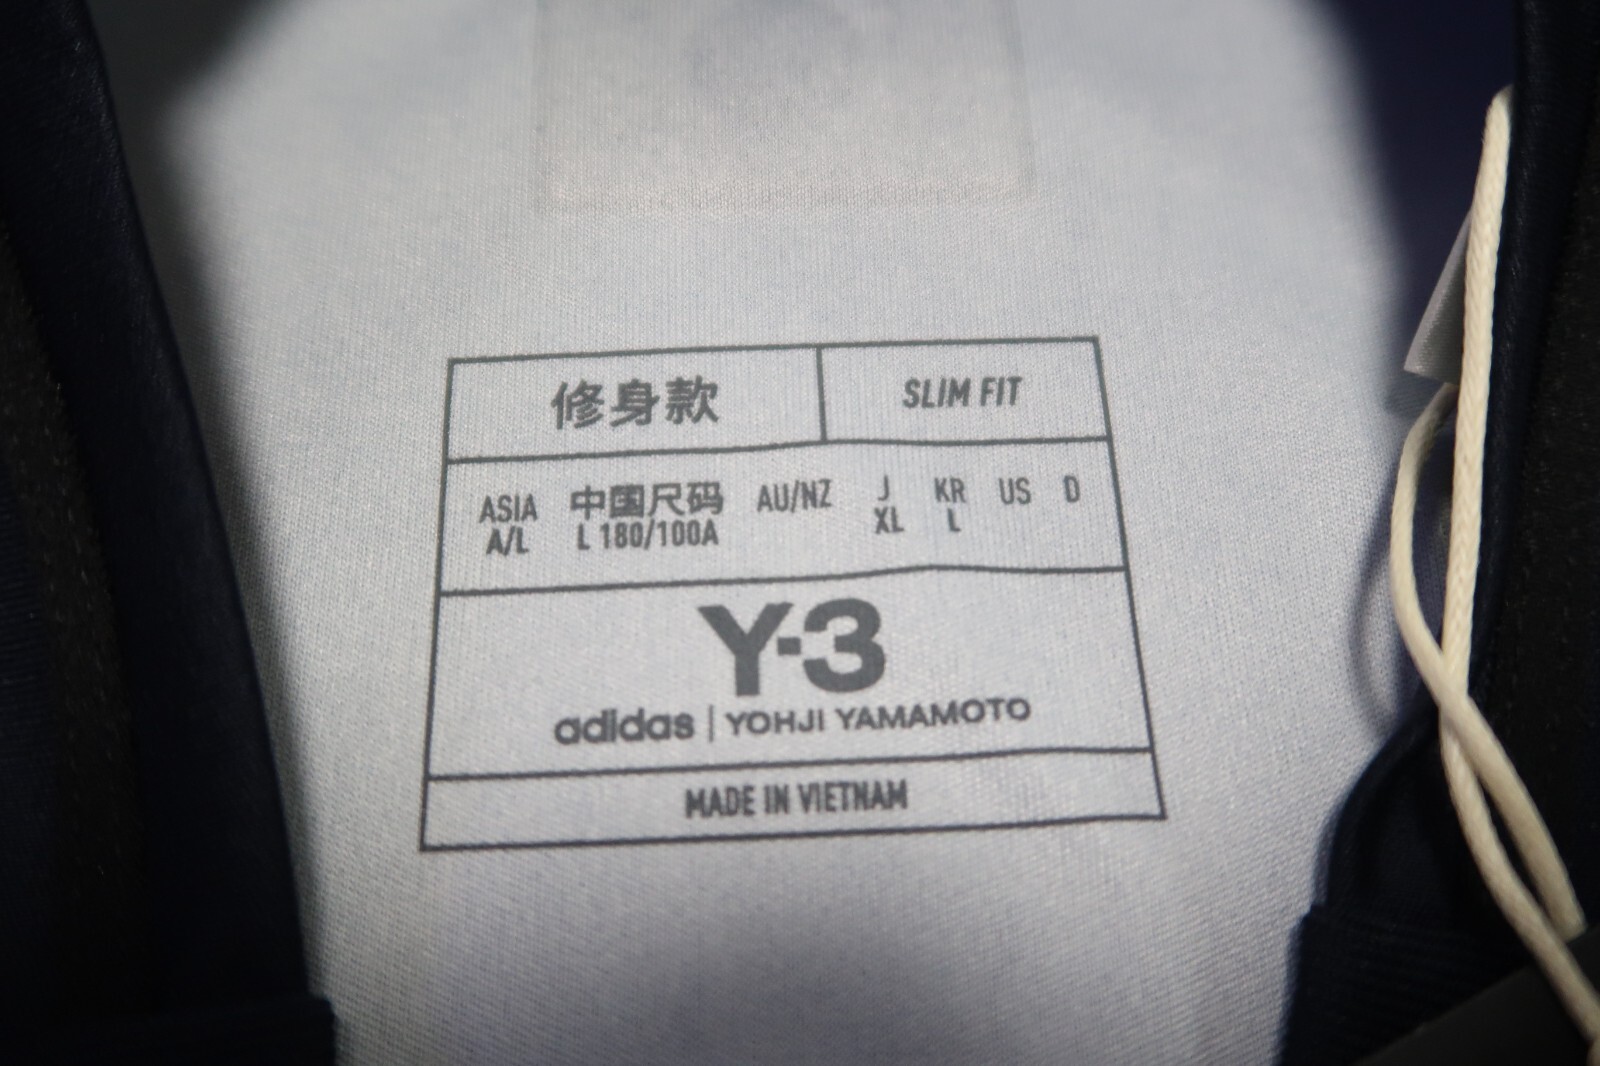 修身款 SLIM FIT
ASIA 中国尺码 AU/NZ J KR US D
A/L L 180/100A XL L
Y-3
adidas | YOHJI YAMAMOTO
MADE IN VIETNAM